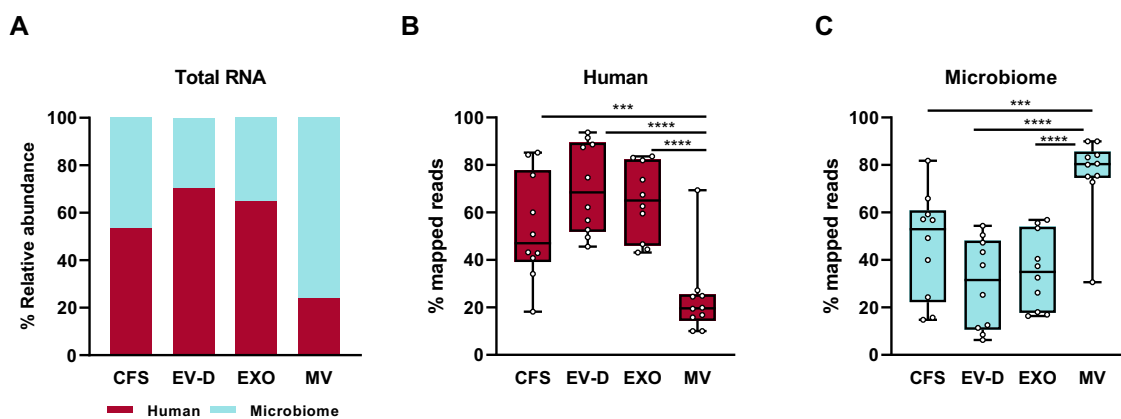 A
Total RNA
% Relative abundance
100
80
60
40
20
0
CFS EV-D EXO MV
Human Microbiome
B
Human
% mapped reads
100
80
60
40
20
0
***
****
****
CFS EV-D EXO MV
C
Microbiome
% mapped reads
100
80
60
40
20
0
***
****
****
CFS EV-D EXO MV